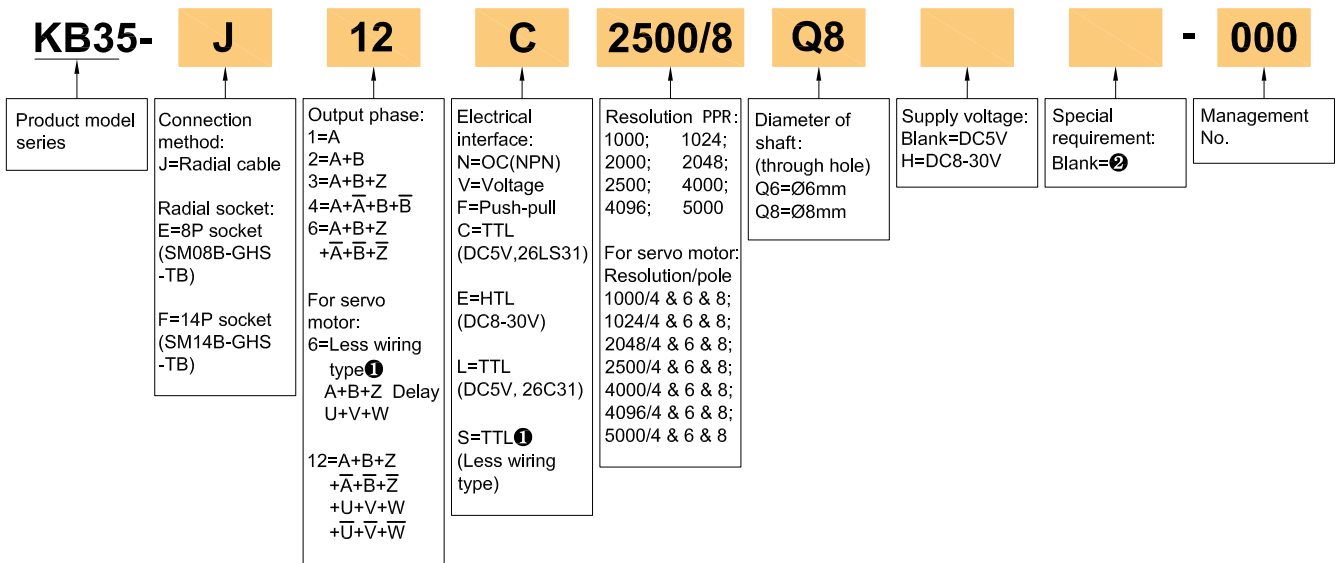 KB35- J 12 C 2500/8 Q8 - 000
Product model
series
Connection
method:
J=Radial cable
Radial socket:
E=8P socket
(SM08B-GHS
-TB)
F=14P socket
(SM14B-GHS
-TB)
Output phase:
1=A
2=A+B
3=A+B+Z
4=A+A̅+B+B̅
6=A+B+Z
+A̅+B̅+Z̅
For servo
motor:
6=Less wiring
type❶
A+B+Z Delay
U+V+W
12=A+B+Z
+A̅+B̅+Z̅
+U+V+W
+U̅+V̅+W̅
Electrical
interface:
N=OC(NPN)
V=Voltage
F=Push-pull
C=TTL
(DC5V,26LS31)
E=HTL
(DC8-30V)
L=TTL
(DC5V, 26C31)
S=TTL❶
(Less wiring
type)
Resolution PPR:
1000; 1024;
2000; 2048;
2500; 4000;
4096; 5000
For servo motor:
Resolution/pole
1000/4 & 6 & 8;
1024/4 & 6 & 8;
2048/4 & 6 & 8;
2500/4 & 6 & 8;
4000/4 & 6 & 8;
4096/4 & 6 & 8;
5000/4 & 6 & 8
Diameter of
shaft:
(through hole)
Q6=Ø6mm
Q8=Ø8mm
Supply voltage:
Blank=DC5V
H=DC8-30V
Special
requirement:
Blank=❷
Management
No.